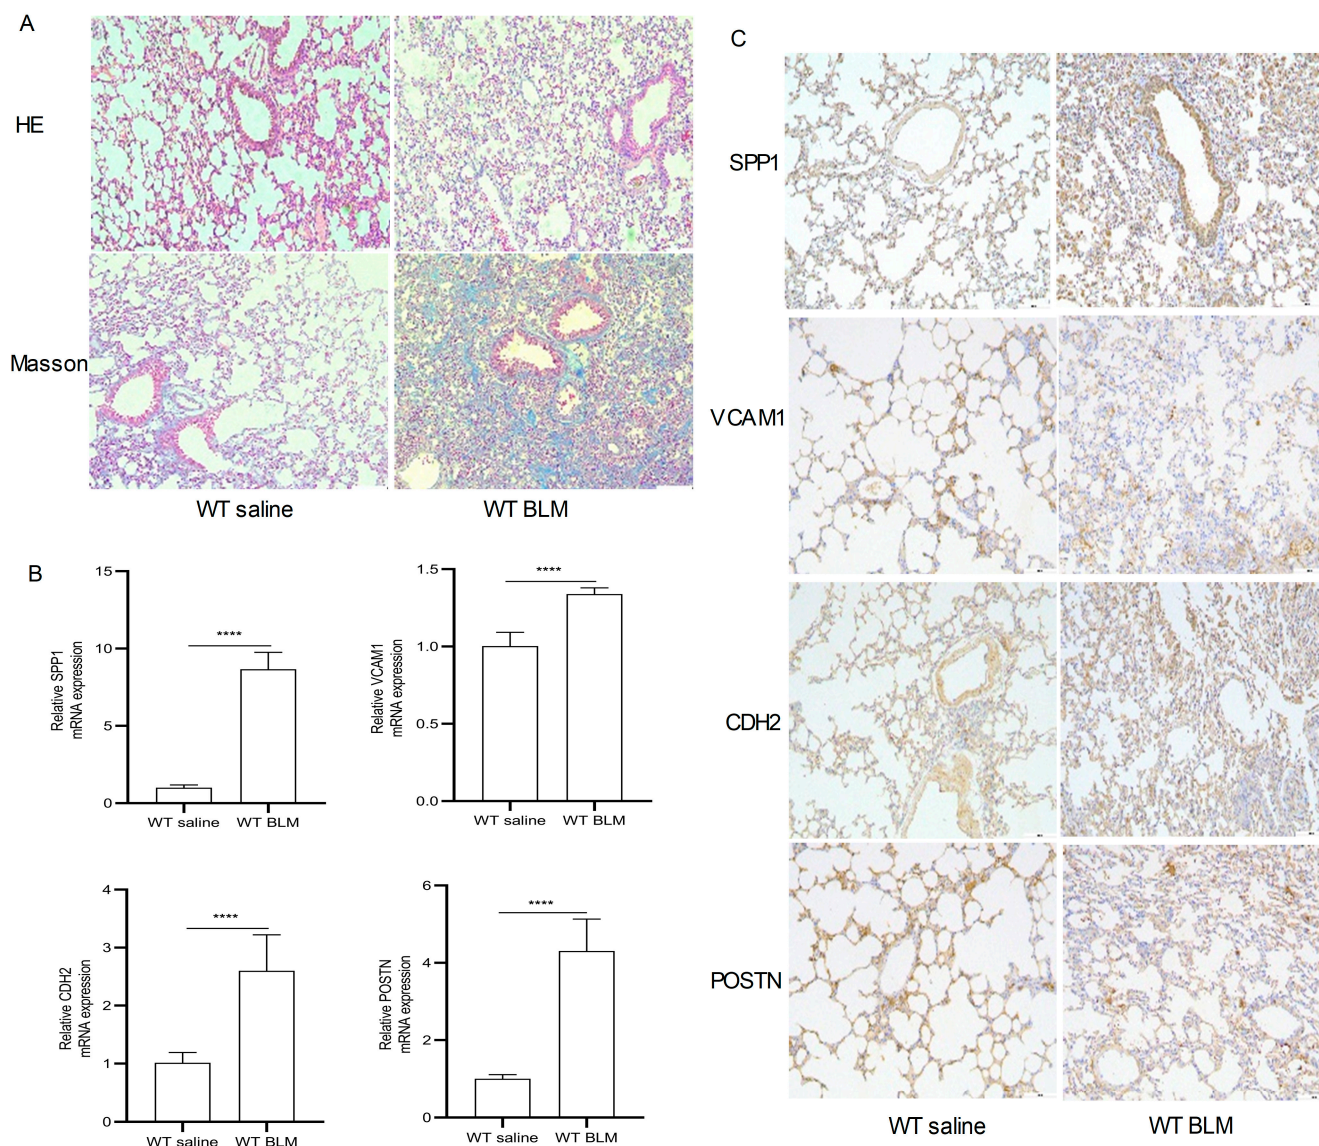 A
HE
Masson
WT saline
WT BLM
B
15
10
5
0
Relative SPP1
mRNA expression
****
WT saline
WT BLM
1.5
1.0
0.5
0.0
Relative VCAM1
mRNA expression
****
WT saline
WT BLM
4
3
2
1
0
Relative CDH2
mRNA expression
****
WT saline
WT BLM
6
4
2
0
Relative POSTN
mRNA expression
****
WT saline
WT BLM
C
SPP1
VCAM1
CDH2
POSTN
WT saline
WT BLM